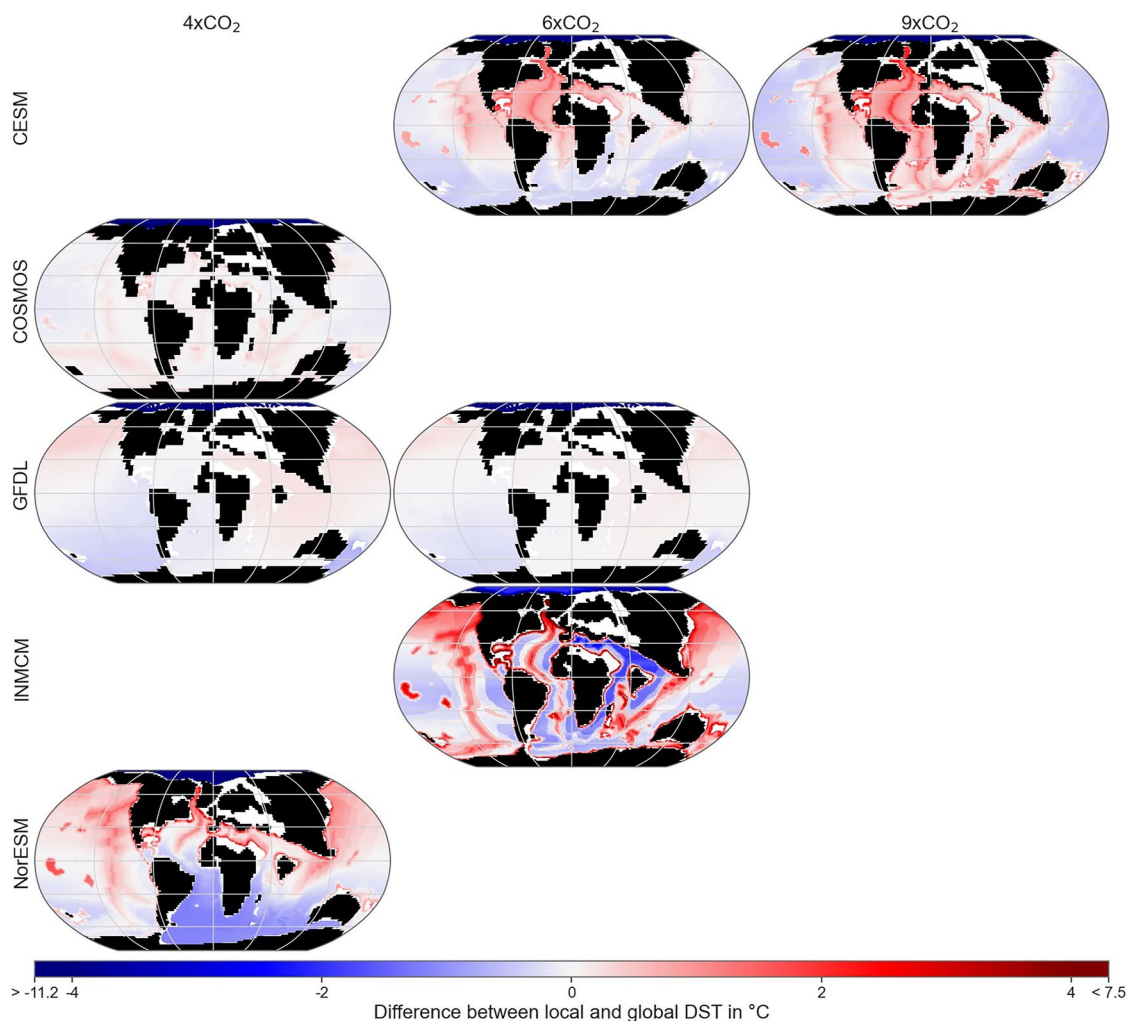 4xCO₂ 6xCO₂ 9xCO₂
CESM
COSMOS
GFDL
INMCM
NorESM
> -11.2 -4 -2 0 2 4 < 7.5
Difference between local and global DST in °C